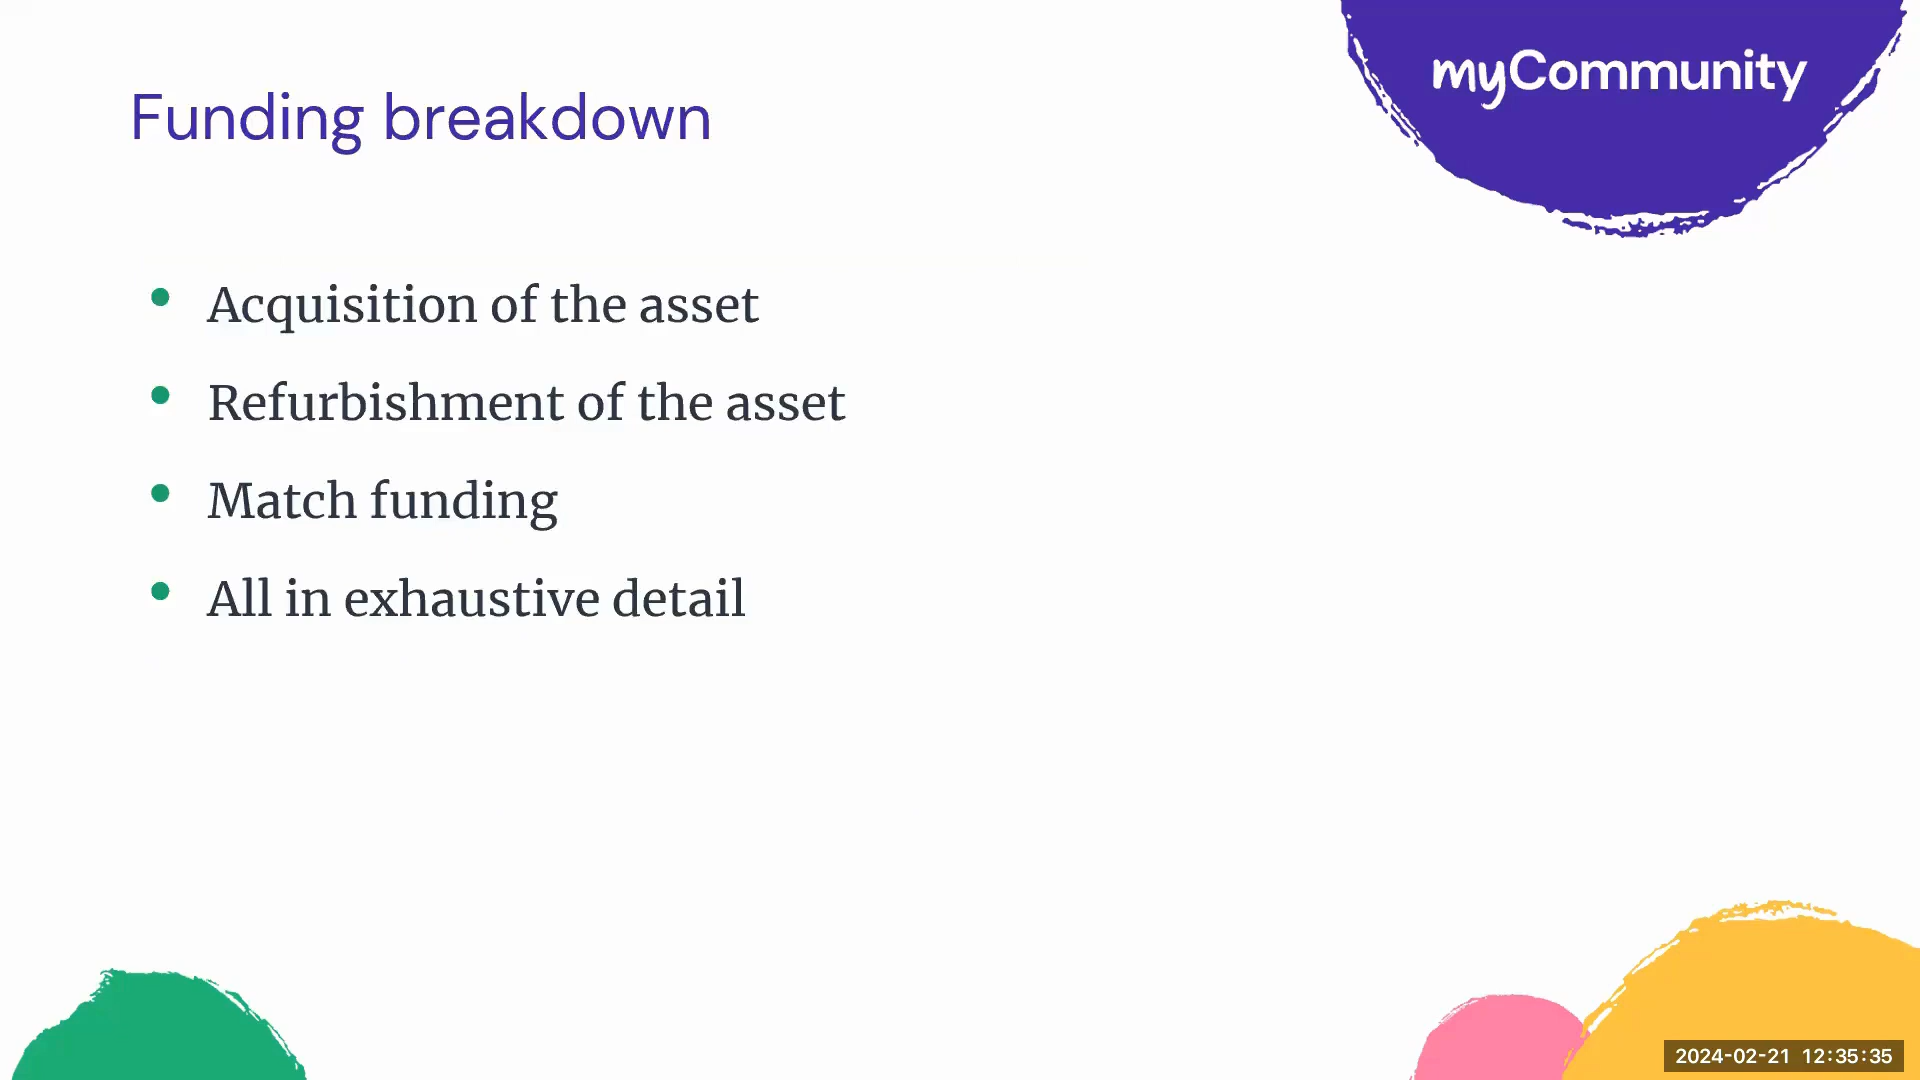 myCommunity
Funding breakdown
Acquisition of the asset
Refurbishment of the asset
Match funding
All in exhaustive detail
2024-02-21 12:35:35